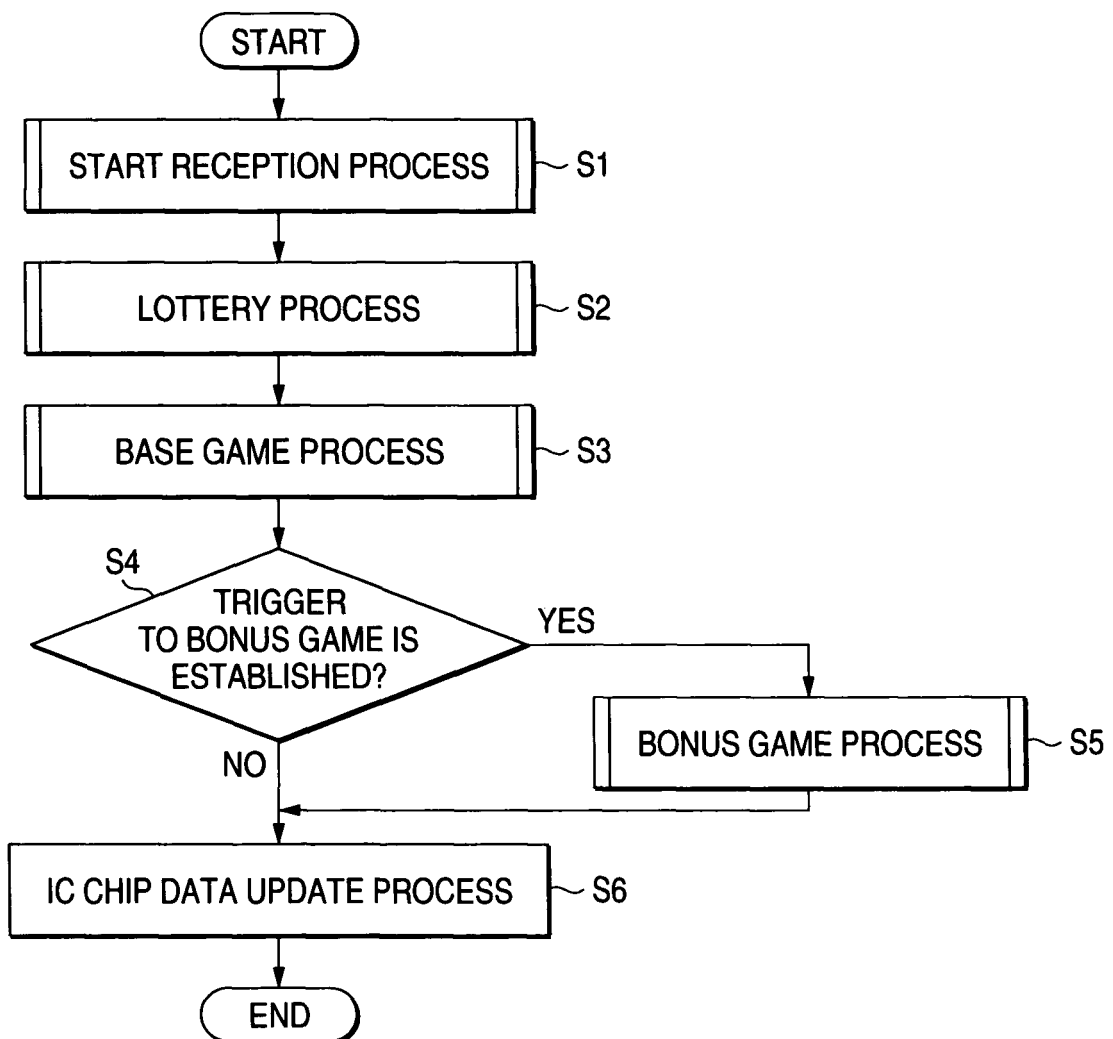 START
START RECEPTION PROCESS
S1
LOTTERY PROCESS
S2
BASE GAME PROCESS
S3
S4
TRIGGER
TO BONUS GAME IS
ESTABLISHED?
YES
BONUS GAME PROCESS
S5
NO
IC CHIP DATA UPDATE PROCESS
S6
END